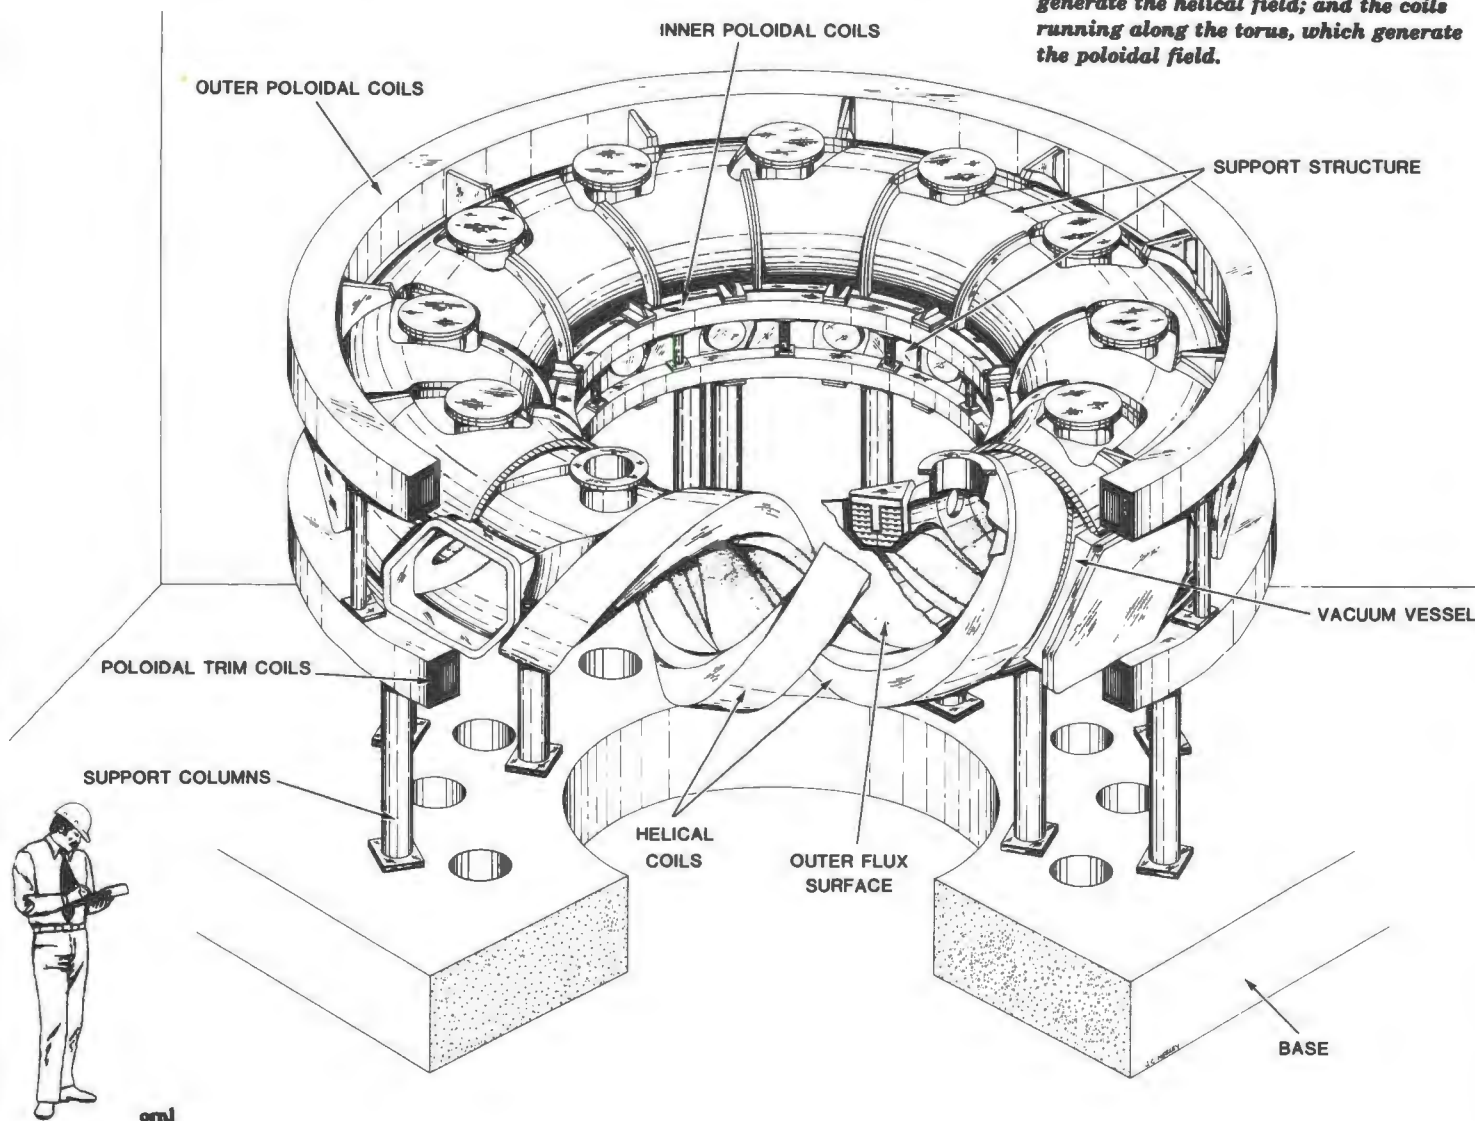 generate the helical field; and the coils
running along the torus, which generate
the poloidal field.
INNER POLOIDAL COILS
OUTER POLOIDAL COILS
SUPPORT STRUCTURE
VACUUM VESSEL
POLOIDAL TRIM COILS
SUPPORT COLUMNS
HELICAL
COILS
OUTER FLUX
SURFACE
BASE
ornl